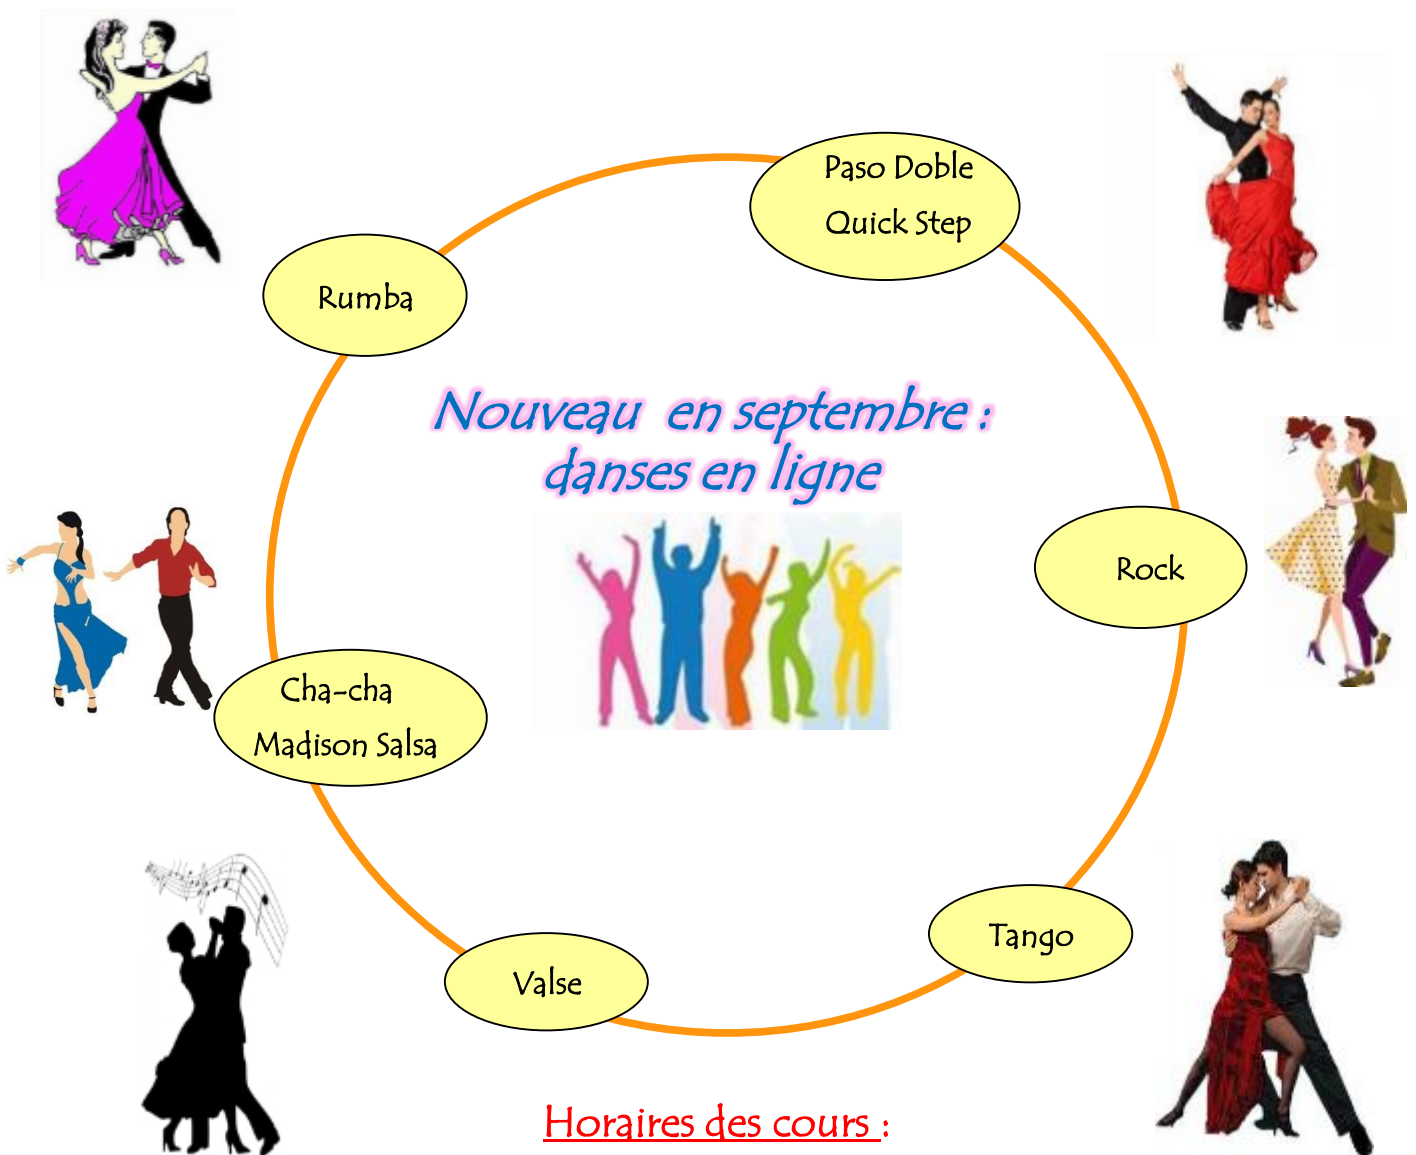 Paso Doble
Quick Step
Rumba
Nouveau en septembre :
danses en ligne
Rock
Cha-cha
Madison Salsa
Tango
Valse
Horaires des cours :